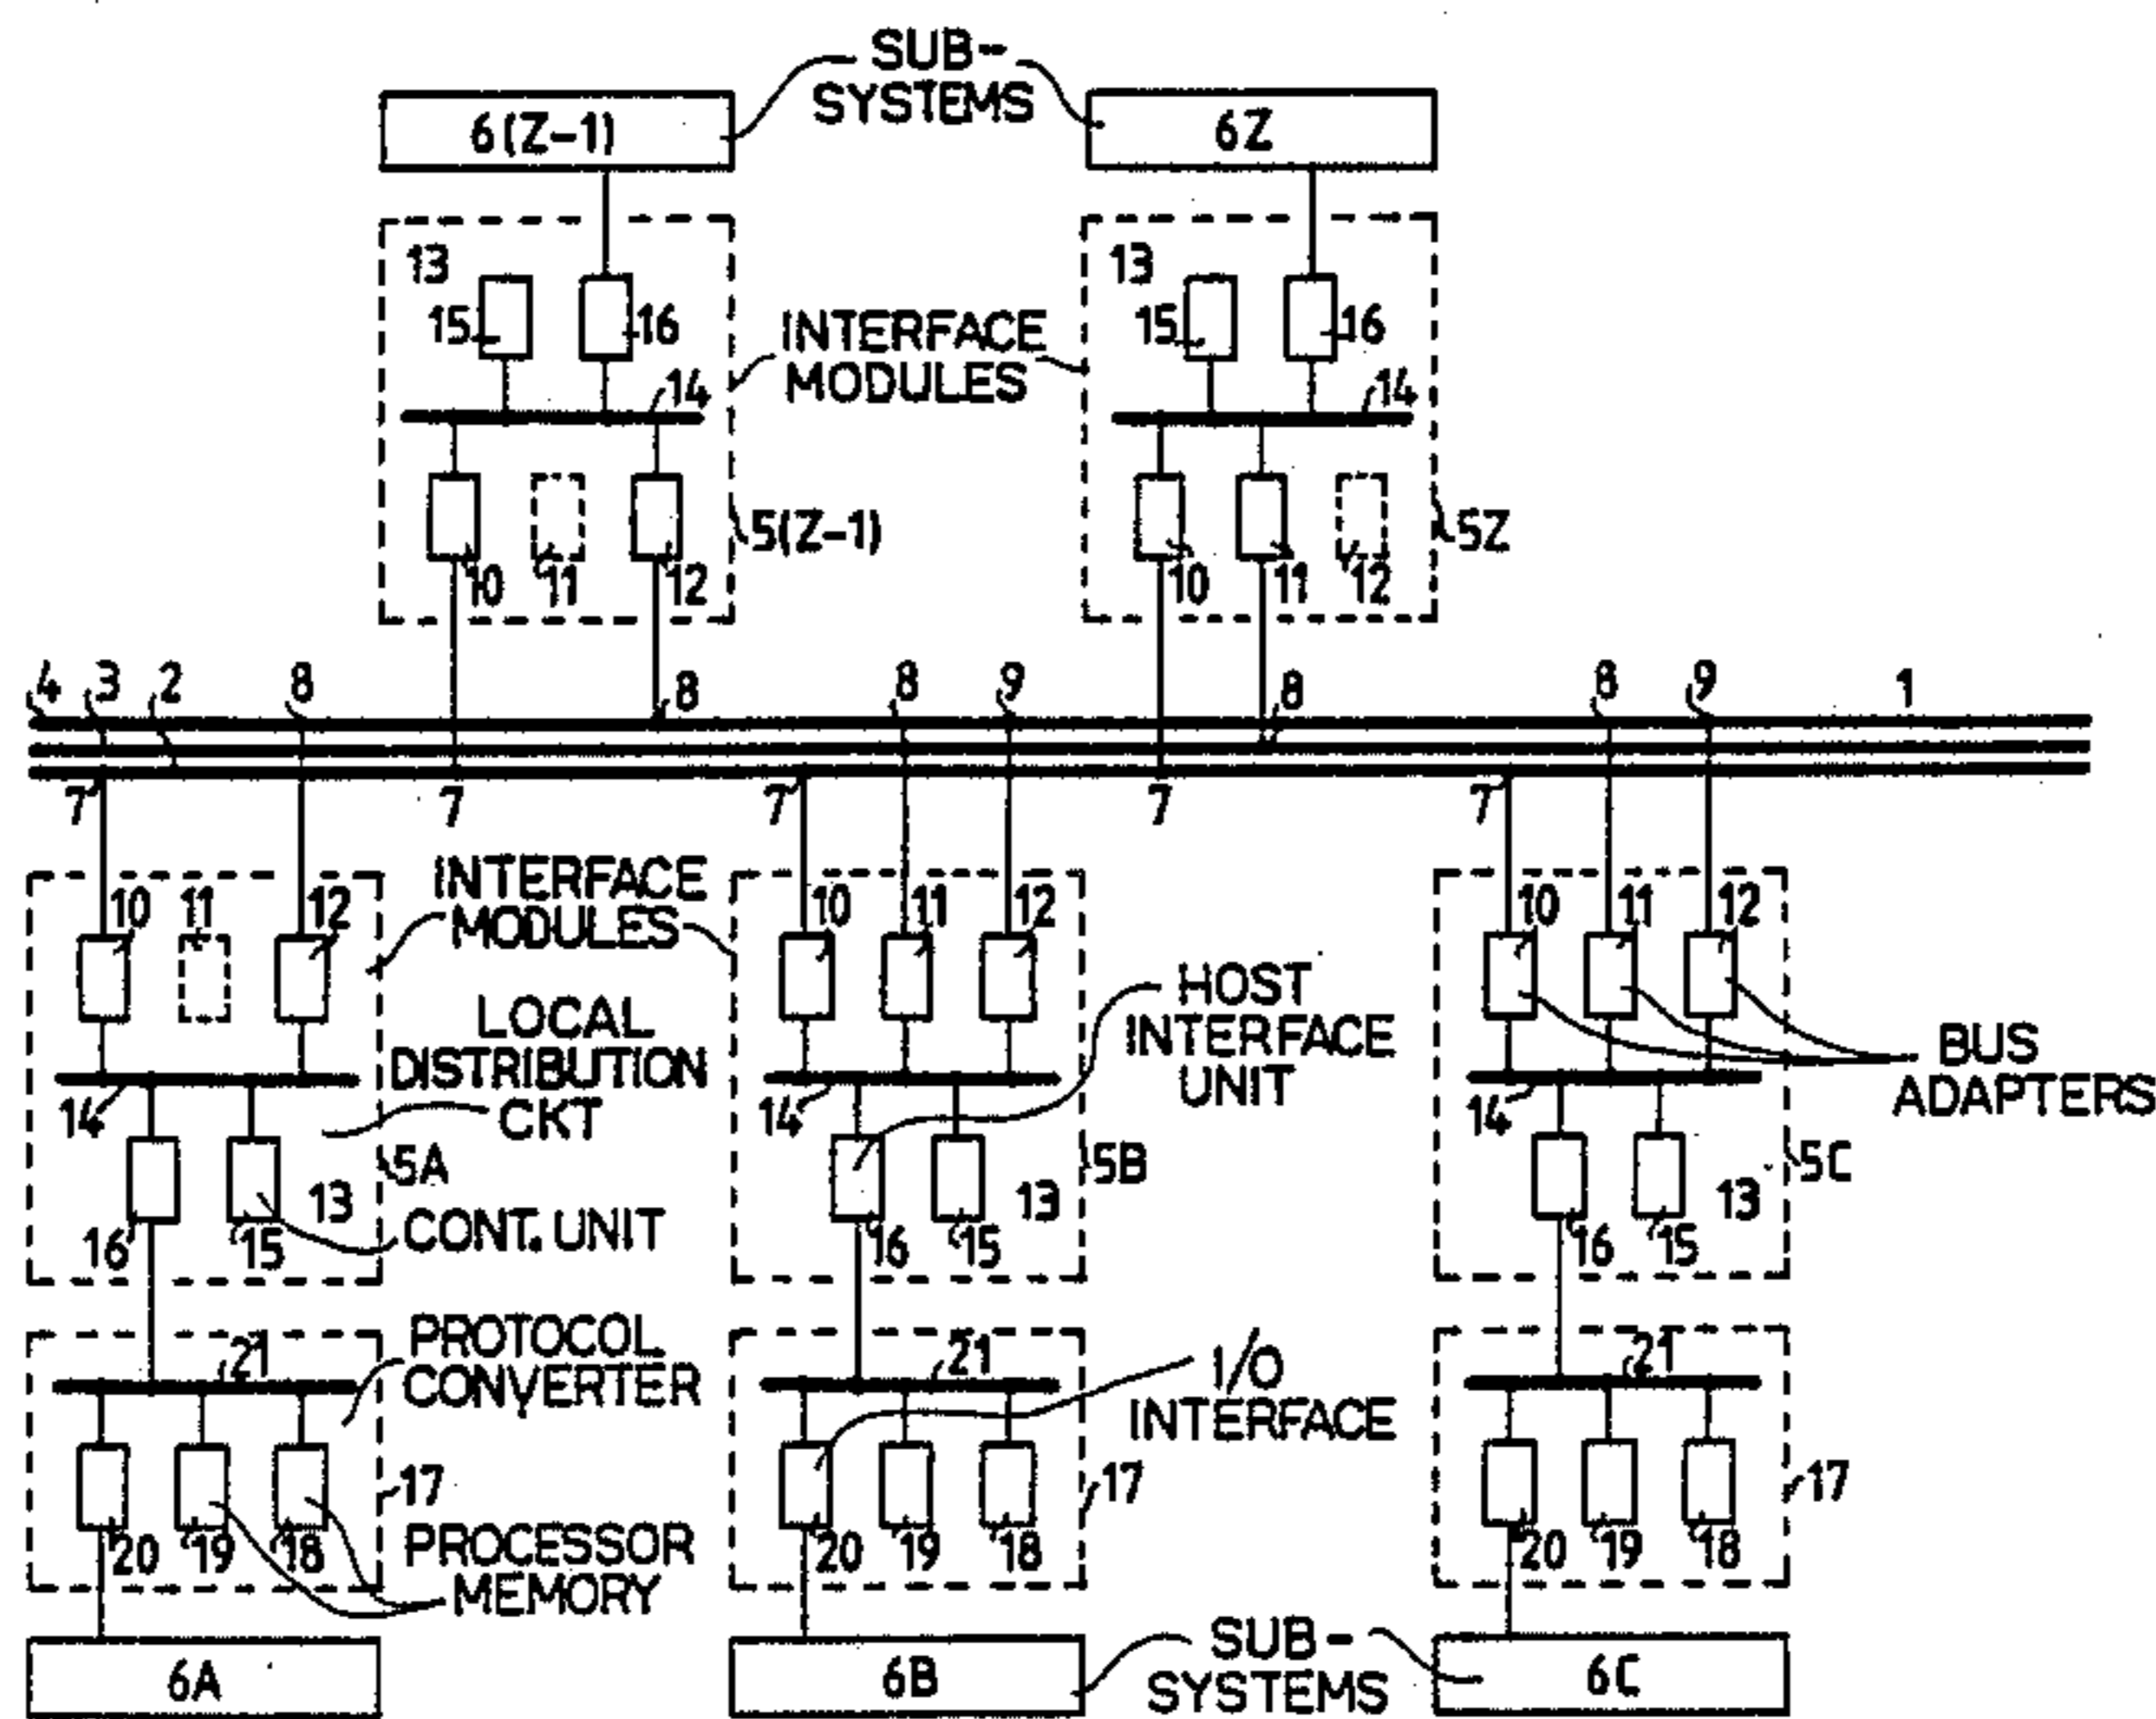 SUB-
SYSTEMS
6(Z-1)
6Z
13
13
15
16
INTERFACE
MODULES
15
16
14
14
5(Z-1)
5Z
10
11
12
10
11
12
4
3
2
8
8
8
9
8
8
9
1
7
7
7
7
7
INTERFACE
MODULES
10
11
12
10
11
12
10
11
12
HOST
INTERFACE
UNIT
LOCAL
DISTRIBUTION
CKT
BUS
ADAPTERS
14
14
14
5A
5B
5C
13
13
13
CONT. UNIT
16
15
16
15
16
15
PROTOCOL
CONVERTER
21
21
21
I/O
INTERFACE
17
17
17
PROCESSOR
MEMORY
20
19
18
20
19
18
20
19
18
SUB-
SYSTEMS
6A
6B
6C